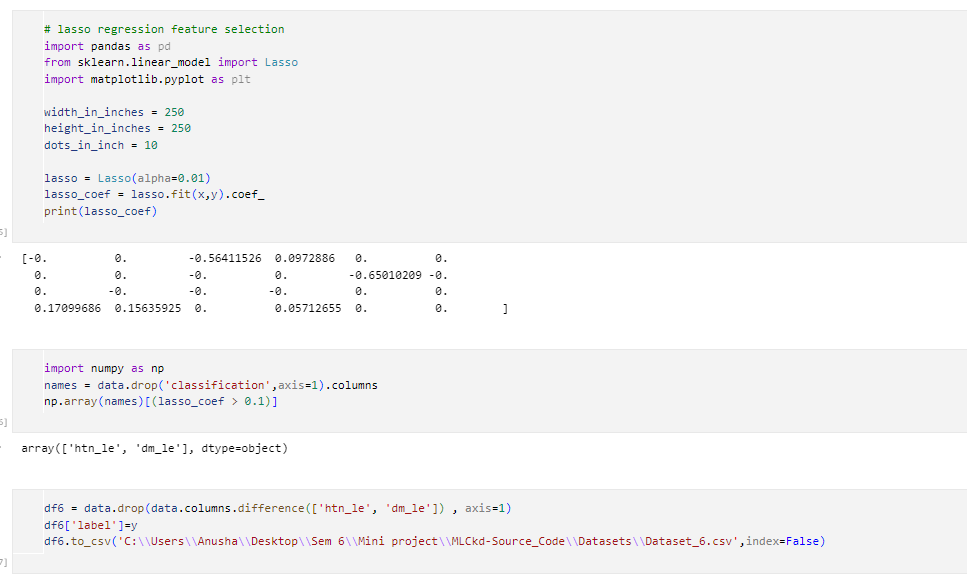 # lasso regression feature selection
import pandas as pd
from sklearn.linear_model import Lasso
import matplotlib.pyplot as plt
width_in_inches = 250
height_in_inches = 250
dots_in_inch = 10
lasso = Lasso(alpha=0.01)
lasso_coef = lasso.fit(x,y).coef_
print(lasso_coef)
5]
[-0. 0. -0.56411526 0.0972886 0. 0.
0. 0. -0. 0. -0.65010209 -0.
0. -0. -0. -0. 0. 0.
0.17099686 0.15635925 0. 0.05712655 0. 0. ]
import numpy as np
names = data.drop('classification',axis=1).columns
np.array(names)[(lasso_coef > 0.1)]
6]
array(['htn_le', 'dm_le'], dtype=object)
df6 = data.drop(data.columns.difference(['htn_le', 'dm_le']) , axis=1)
df6['label']=y
df6.to_csv('C:\\Users\\Anusha\\Desktop\\Sem 6\\Mini project\\MLCkd-Source_Code\\Datasets\\Dataset_6.csv',index=False)
7]